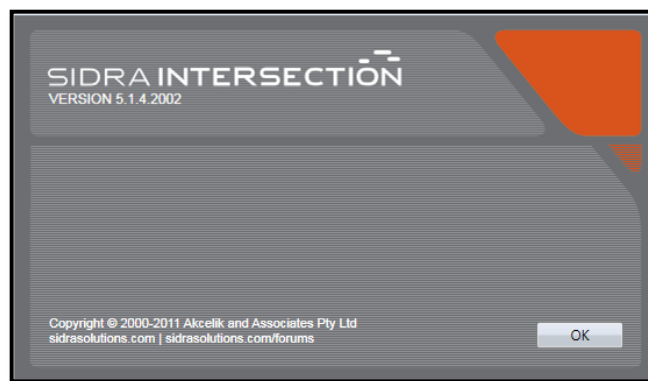 SIDRA INTERSECTION
VERSION 5.1.4.2002
Copyright © 2000-2011 Akcelik and Associates Pty Ltd
sidrasolutions.com | sidrasolutions.com/forums
OK